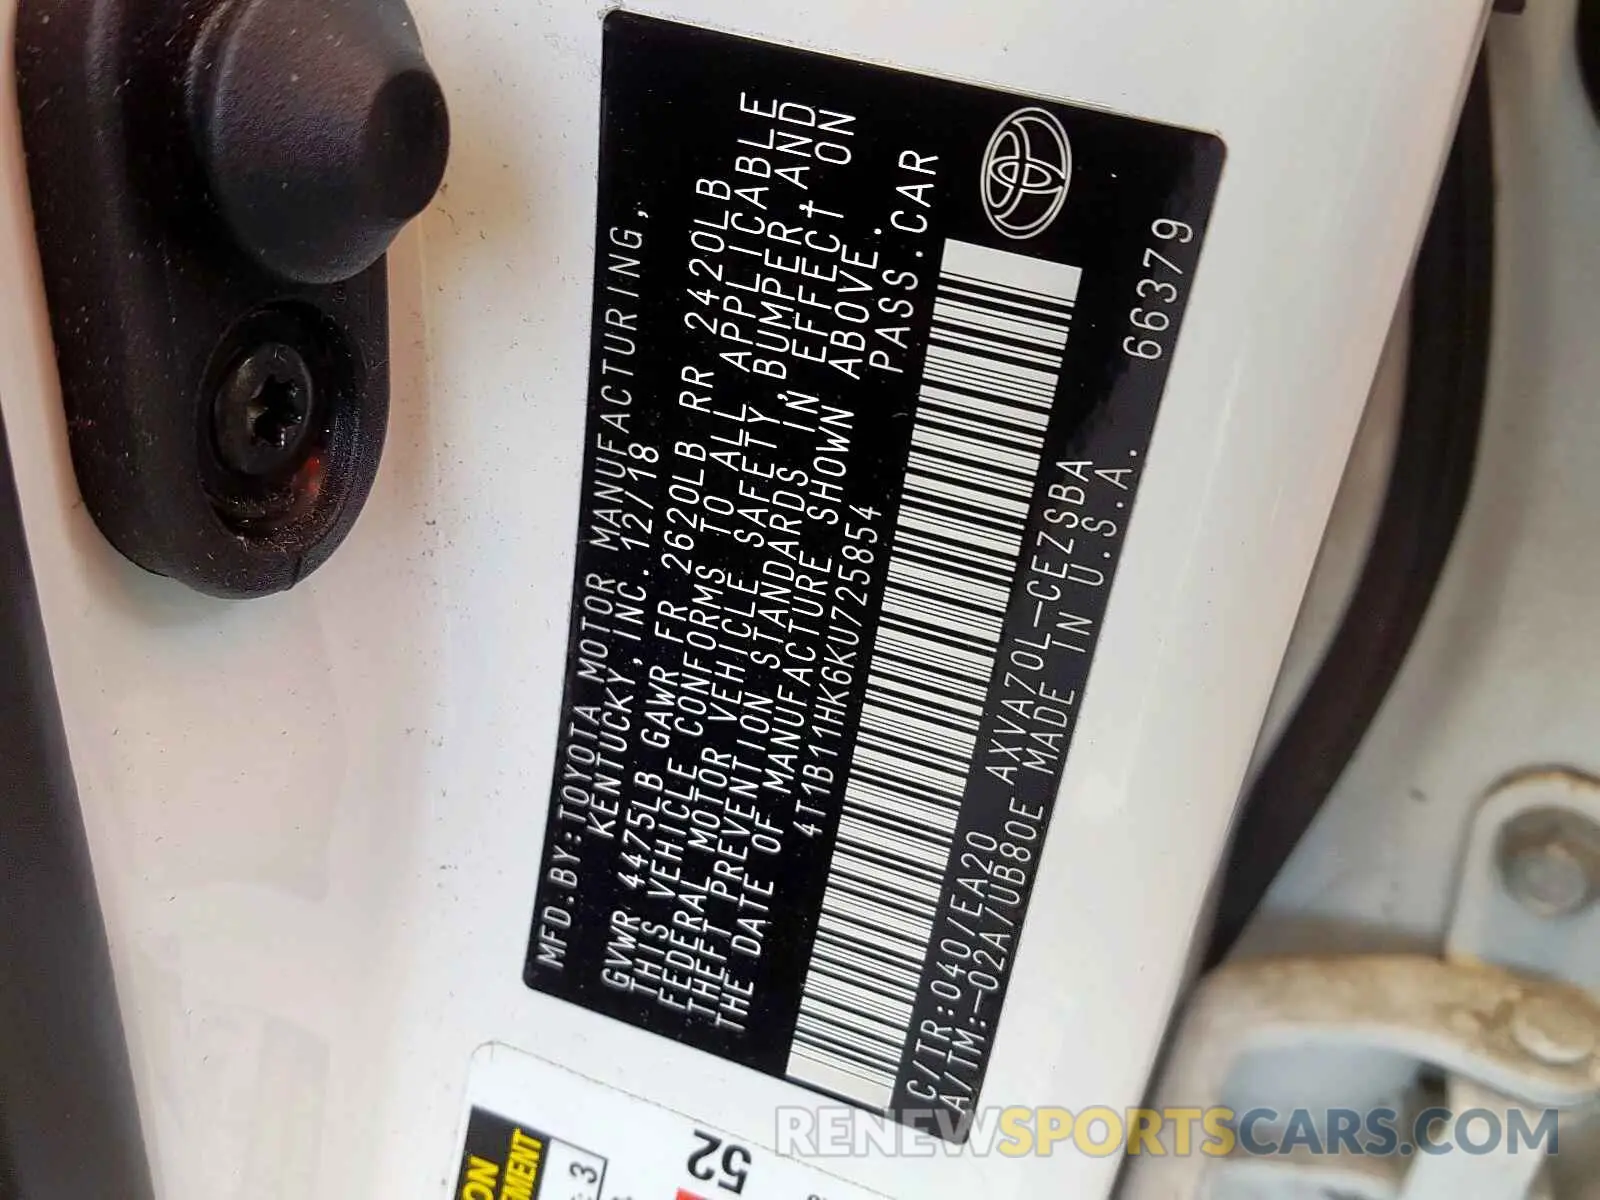 MFD.BY:TOYOTA MOTOR MANUFACTURING,
KENTUCKY, INC. 12/18
GVWR 4475LB GAWR FR 2620LB RR 2420LB
THIS VEHICLE CONFORMS TO ALL APPLICABLE
FEDERAL MOTOR VEHICLE SAFETY, BUMPER, AND
THEFT PREVENTION STANDARDS IN EFFECT ON
THE DATE OF MANUFACTURE SHOWN ABOVE.
4T1B11HK6KU725854 PASS.CAR
C/TR:040/EA20 AXVA70L-CEZSBA
A/TM:-02A/UB80E MADE IN U.S.A. 66379
52
3
RENEWSPORTSCARS.COM